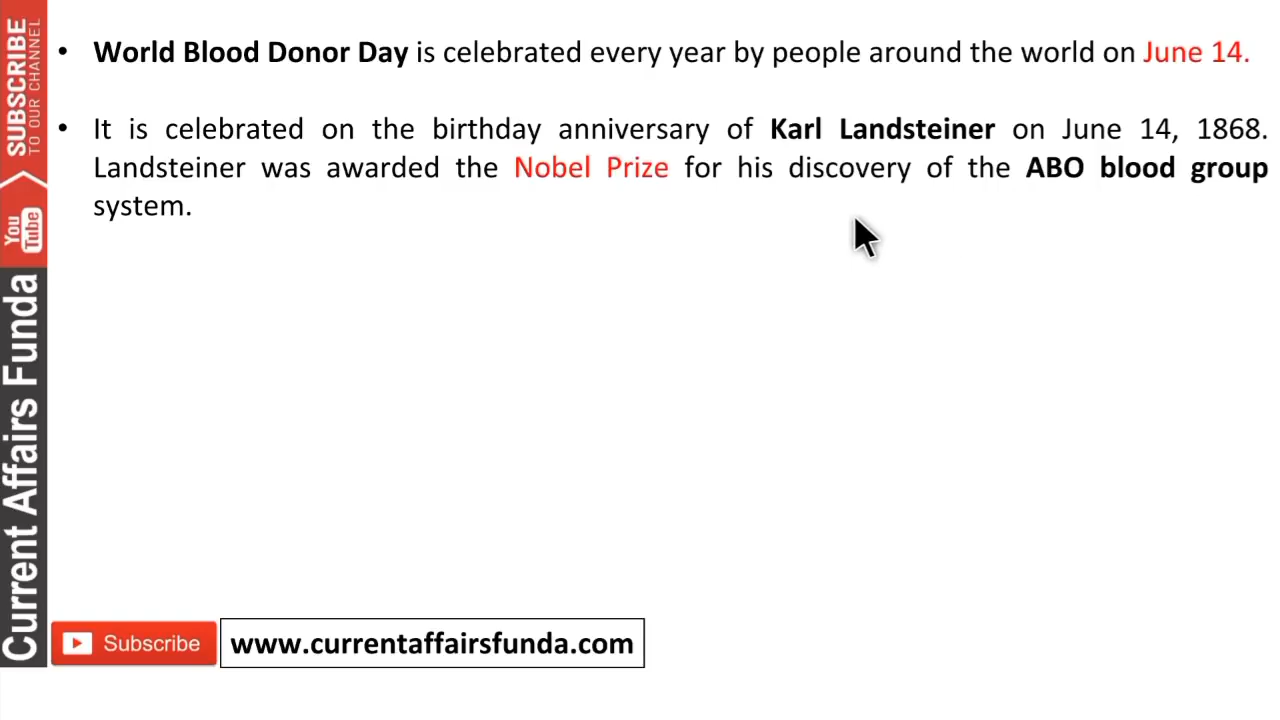 • World Blood Donor Day is celebrated every year by people around the world on June 14.
• It is celebrated on the birthday anniversary of Karl Landsteiner on June 14, 1868.
Landsteiner was awarded the Nobel Prize for his discovery of the ABO blood group
system.
SUBSCRIBE
TO OUR CHANNEL
You
Tube
Current Affairs Funda
Subscribe
www.currentaffairsfunda.com